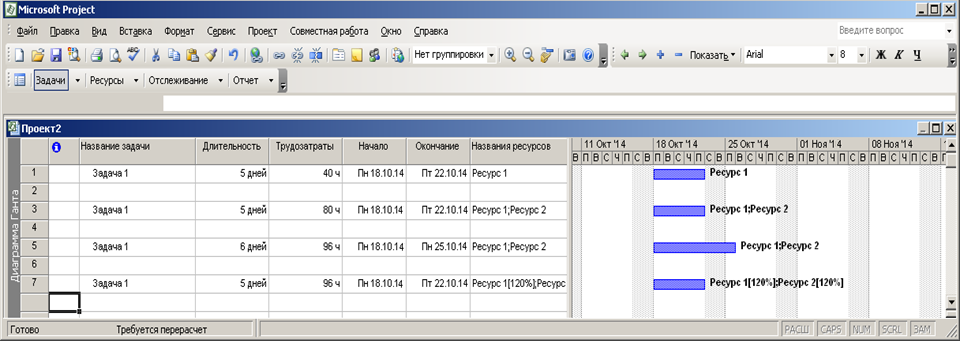 Microsoft Project
Файл Правка Вид Вставка Формат Сервис Проект Совместная работа Окно Справка Введите вопрос
Нет группировки Показать Arial 8 Ж К Ч
Задачи Ресурсы Отслеживание Отчет
Проект2
Название задачи Длительность Трудозатраты Начало Окончание Названия ресурсов 11 Окт '14 18 Окт '14 25 Окт '14 01 Ноя '14 08 Ноя '14
В П В С Ч П С В П В С Ч П С В П В С Ч П С В П В С Ч П С В П В С Ч П С
1 Задача 1 5 дней 40 ч Пн 18.10.14 Пт 22.10.14 Ресурс 1 Ресурс 1
2
3 Задача 1 5 дней 80 ч Пн 18.10.14 Пт 22.10.14 Ресурс 1;Ресурс 2 Ресурс 1;Ресурс 2
4
5 Задача 1 6 дней 96 ч Пн 18.10.14 Пн 25.10.14 Ресурс 1;Ресурс 2 Ресурс 1;Ресурс 2
6
7 Задача 1 5 дней 96 ч Пн 18.10.14 Пт 22.10.14 Ресурс 1[120%];Ресурс Ресурс 1[120%];Ресурс 2[120%]
Диаграмма Ганта
Готово Требуется перерасчет РАСШ CAPS NUM SCRL ЗАМ